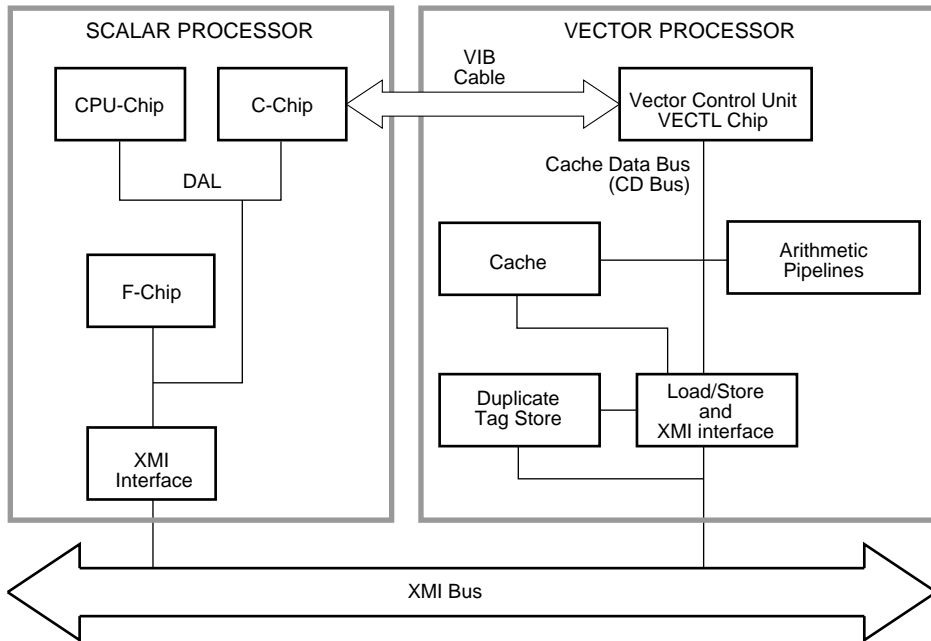 SCALAR PROCESSOR
VECTOR PROCESSOR
VIB
Cable
CPU-Chip
C-Chip
Vector Control Unit
VECTL Chip
DAL
Cache Data Bus
(CD Bus)
Cache
Arithmetic
Pipelines
F-Chip
Duplicate
Tag Store
Load/Store
and
XMI interface
XMI
Interface
XMI Bus